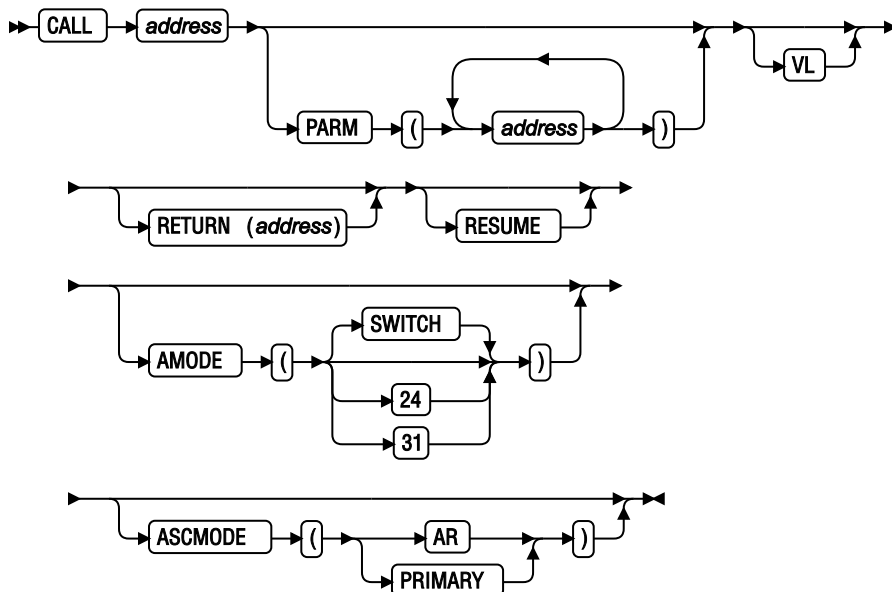 CALL address VL
PARM ( address )
RETURN (address) RESUME
SWITCH
AMODE ( )
24
31
ASCMODE ( AR )
PRIMARY